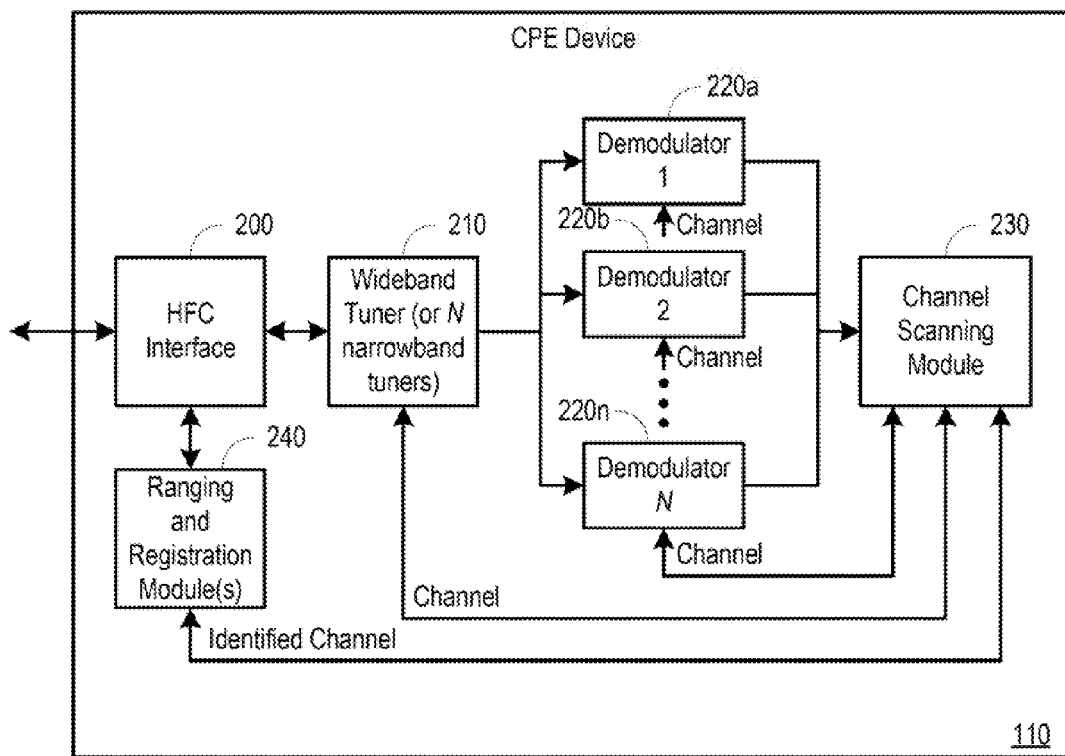 CPE Device
220a
Demodulator
1
Channel
220b
200
210
230
HFC
Interface
Wideband
Tuner (or N
narrowband
tuners)
Demodulator
2
Channel
Channel
Scanning
Module
220n
240
Demodulator
N
Ranging
and
Registration
Module(s)
Channel
Channel
Identified Channel
110